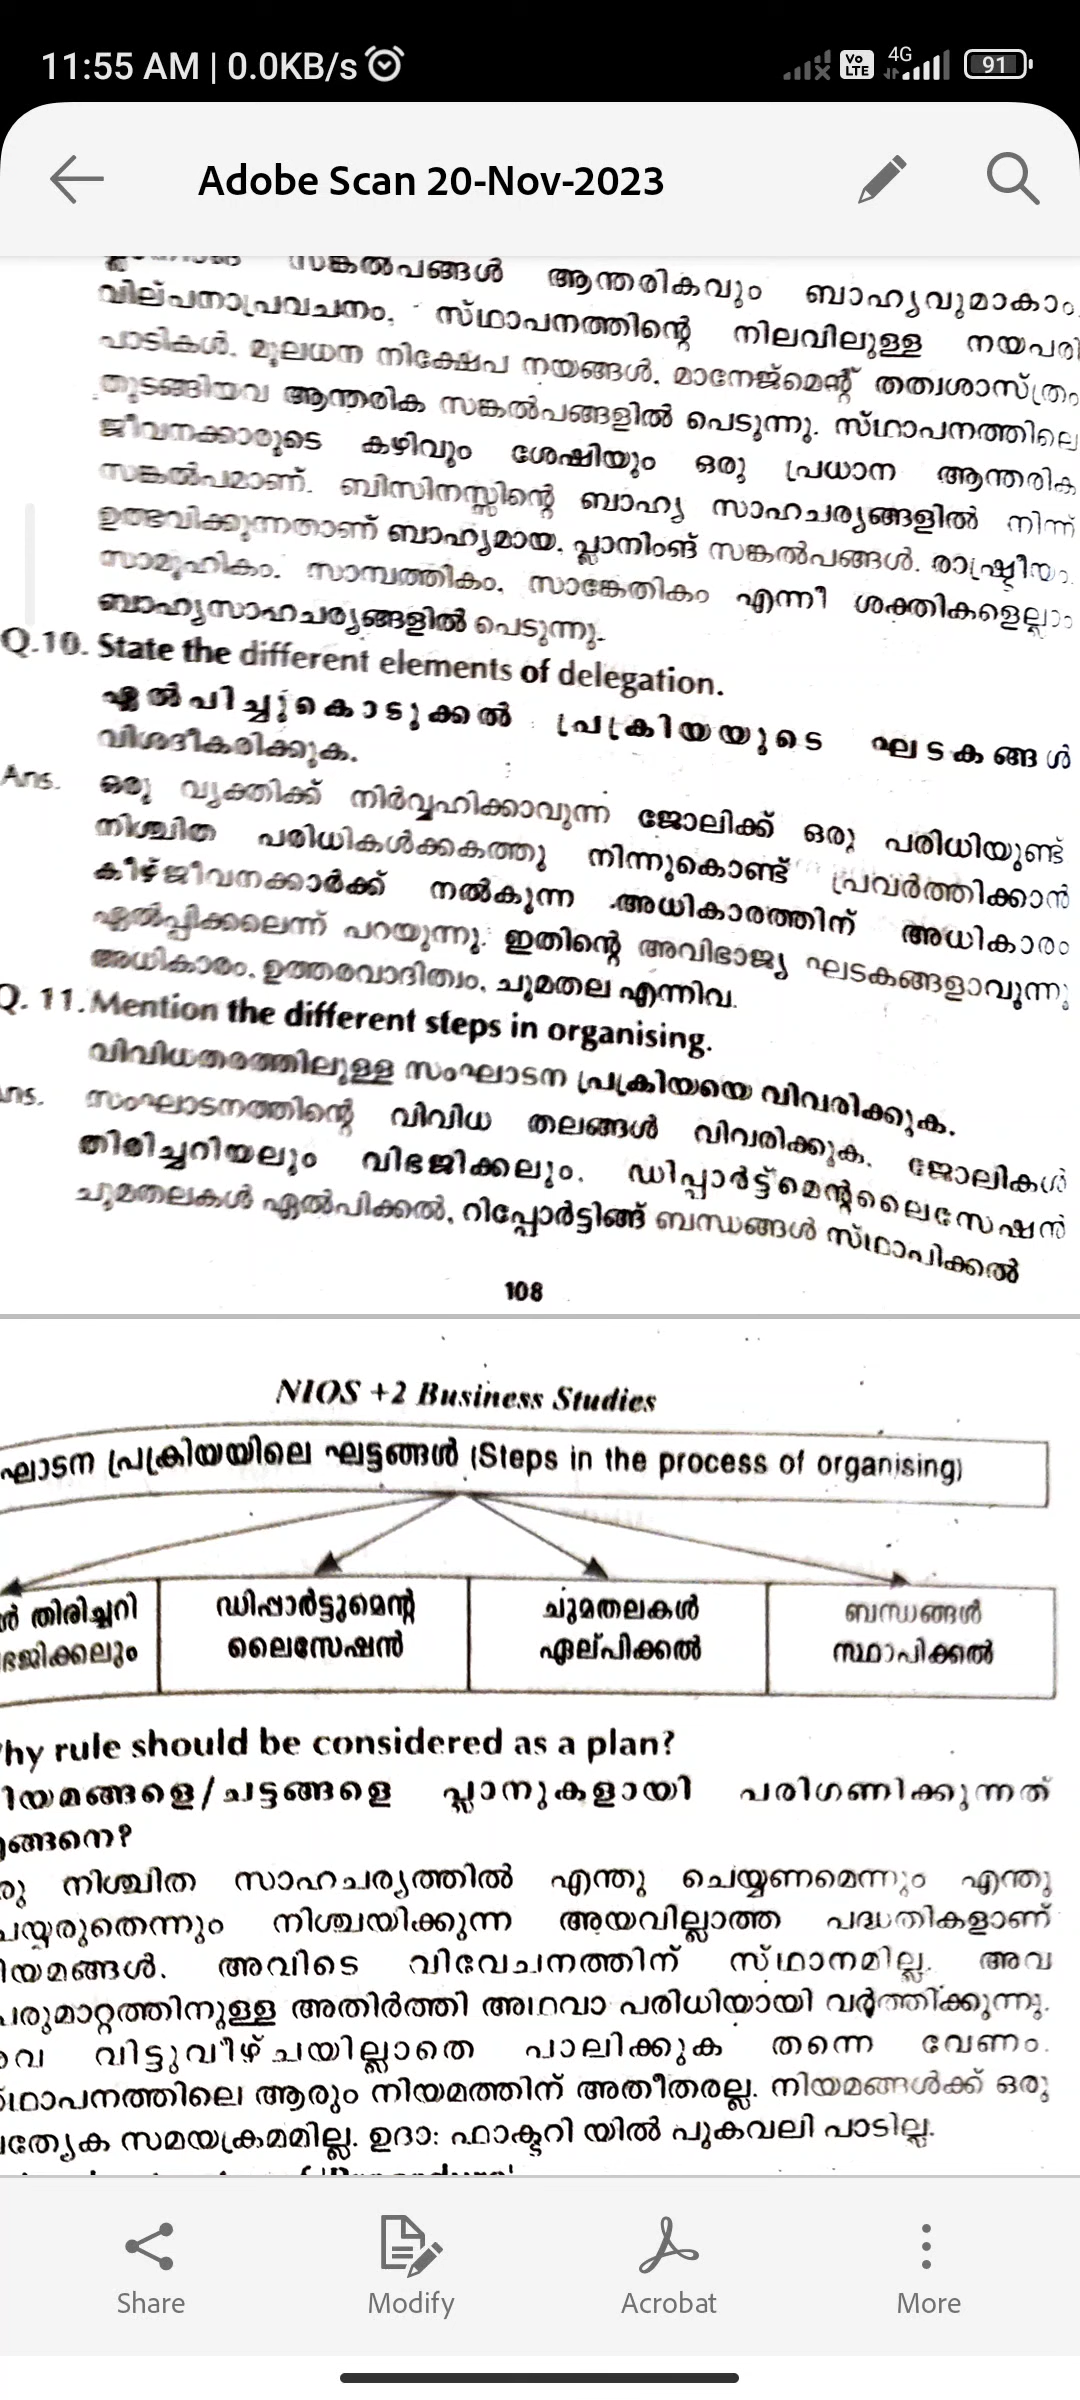 11:55 AM | 0.0KB/s
Vo LTE 4G 91
Adobe Scan 20-Nov-2023
സങ്കൽപങ്ങൾ ആന്തരികവും ബാഹ്യവുമാകാം.
വില്പനാപ്രവചനം, സ്ഥാപനത്തിന്റെ നിലവിലുള്ള നയപരി
പാടികൾ, മൂലധന നിക്ഷേപ നയങ്ങൾ, മാനേജ്മെന്റ് തത്വശാസ്ത്രം
തുടങ്ങിയവ ആന്തരിക സങ്കൽപങ്ങളിൽ പെടുന്നു. സ്ഥാപനത്തിലെ
ജീവനക്കാരുടെ കഴിവും ശേഷിയും ഒരു പ്രധാന ആന്തരിക
സങ്കൽപമാണ്. ബിസിനസ്സിന്റെ ബാഹ്യ സാഹചര്യങ്ങളിൽ നിന്ന്
ഉത്ഭവിക്കുന്നതാണ് ബാഹ്യമായ, പ്ലാനിംങ് സങ്കൽപങ്ങൾ. രാഷ്ട്രീയം,
സാമൂഹികം, സാമ്പത്തികം, സാങ്കേതികം എന്നീ ശക്തികളെല്ലാം
ബാഹ്യസാഹചര്യങ്ങളിൽ പെടുന്നു.
Q.10. State the different elements of delegation.
ഏൽപിച്ചുകൊടുക്കൽ പ്രക്രിയയുടെ ഘടകങ്ങൾ
വിശദീകരിക്കുക.
Ans. ഒരു വ്യക്തിക്ക് നിർവ്വഹിക്കാവുന്ന ജോലിക്ക് ഒരു പരിധിയുണ്ട്
നിശ്ചിത പരിധികൾക്കകത്തു നിന്നുകൊണ്ട് പ്രവർത്തിക്കാൻ
കീഴ്ജീവനക്കാർക്ക് നൽകുന്ന അധികാരത്തിന് അധികാരം
ഏൽപ്പിക്കലെന്ന് പറയുന്നു. ഇതിന്റെ അവിഭാജ്യ ഘടകങ്ങളാവുന്നു
അധികാരം, ഉത്തരവാദിത്വം, ചുമതല എന്നിവ.
Q. 11. Mention the different steps in organising.
വിവിധതരത്തിലുള്ള സംഘാടന പ്രക്രിയയെ വിവരിക്കുക.
ns. സംഘാടനത്തിന്റെ വിവിധ തലങ്ങൾ വിവരിക്കുക. ജോലികൾ
തിരിച്ചറിയലും വിഭജിക്കലും, ഡിപ്പാർട്ട്മെന്റലൈസേഷൻ
ചുമതലകൾ ഏൽപിക്കൽ, റിപ്പോർട്ടിങ്ങ് ബന്ധങ്ങൾ സ്ഥാപിക്കൽ
108
NIOS +2 Business Studies
ഘാടന പ്രക്രിയയിലെ ഘട്ടങ്ങൾ (Steps in the process of organising)
ൾ തിരിച്ചറി
ഭജിക്കലും
ഡിപ്പാർട്ടുമെന്റ
ലൈസേഷൻ
ചുമതലകൾ
ഏല്പിക്കൽ
ബന്ധങ്ങൾ
സ്ഥാപിക്കൽ
hy rule should be considered as a plan?
ിയമങ്ങളെ/ചട്ടങ്ങളെ പ്ലാനുകളായി പരിഗണിക്കുന്നത്
ങ്ങനെ?
രു നിശ്ചിത സാഹചര്യത്തിൽ എന്തു ചെയ്യണമെന്നും എന്തു
ചയ്യരുതെന്നും നിശ്ചയിക്കുന്ന അയവില്ലാത്ത പദ്ധതികളാണ്
ിയമങ്ങൾ. അവിടെ വിവേചനത്തിന് സ്ഥാനമില്ല. അവ
പരുമാറ്റത്തിനുള്ള അതിർത്തി അഥവാ പരിധിയായി വർത്തിക്കുന്നു.
വ വിട്ടുവീഴ്ചയില്ലാതെ പാലിക്കുക തന്നെ വേണം.
ഥാപനത്തിലെ ആരും നിയമത്തിന് അതീതരല്ല. നിയമങ്ങൾക്ക് ഒരു
ത്യേക സമയക്രമമില്ല. ഉദാ: ഫാക്ടറി യിൽ പുകവലി പാടില്ല.
Share
Modify
Acrobat
More